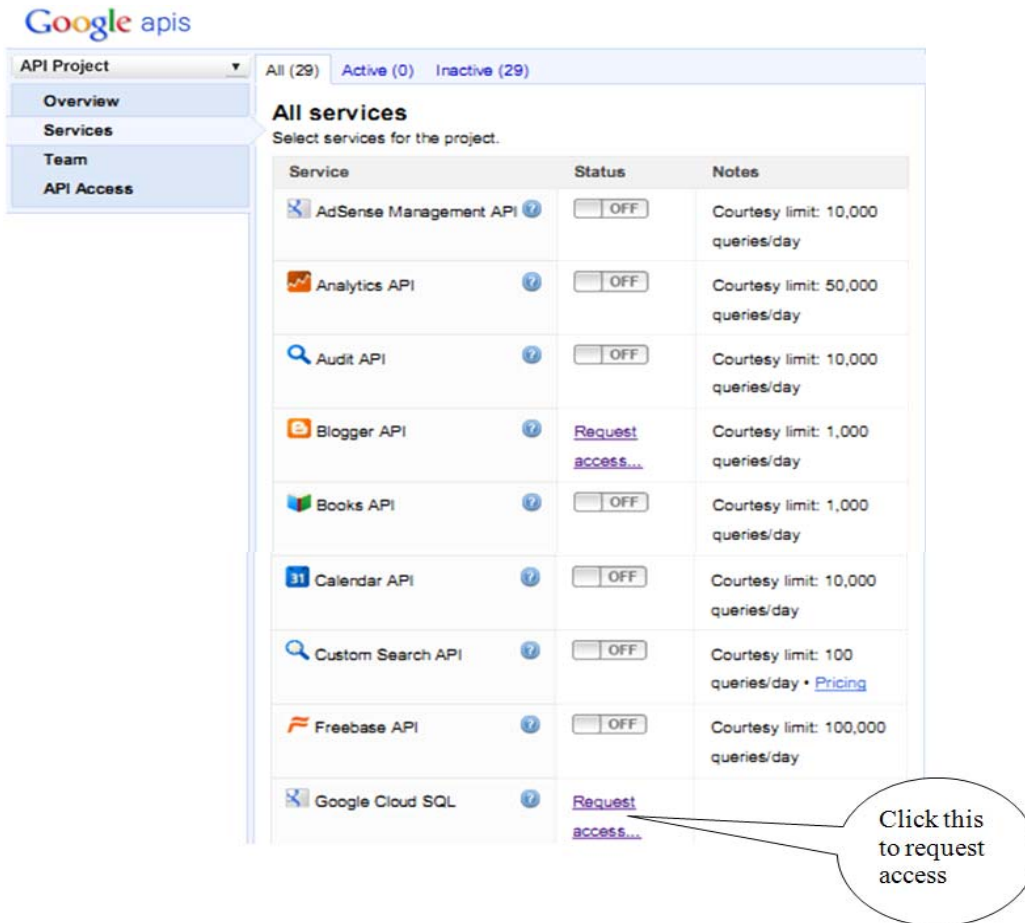 Google apis
API Project
Overview
Services
Team
API Access
All (29) Active (0) Inactive (29)
All services
Select services for the project.
Service Status Notes
AdSense Management API ? OFF Courtesy limit: 10,000
queries/day
Analytics API ? OFF Courtesy limit: 50,000
queries/day
Audit API ? OFF Courtesy limit: 10,000
queries/day
Blogger API ? Request Courtesy limit: 1,000
access... queries/day
Books API ? OFF Courtesy limit: 1,000
queries/day
31 Calendar API ? OFF Courtesy limit: 10,000
queries/day
Custom Search API ? OFF Courtesy limit: 100
queries/day • Pricing
Freebase API ? OFF Courtesy limit: 100,000
queries/day
Google Cloud SQL ? Request
access...
Click this
to request
access